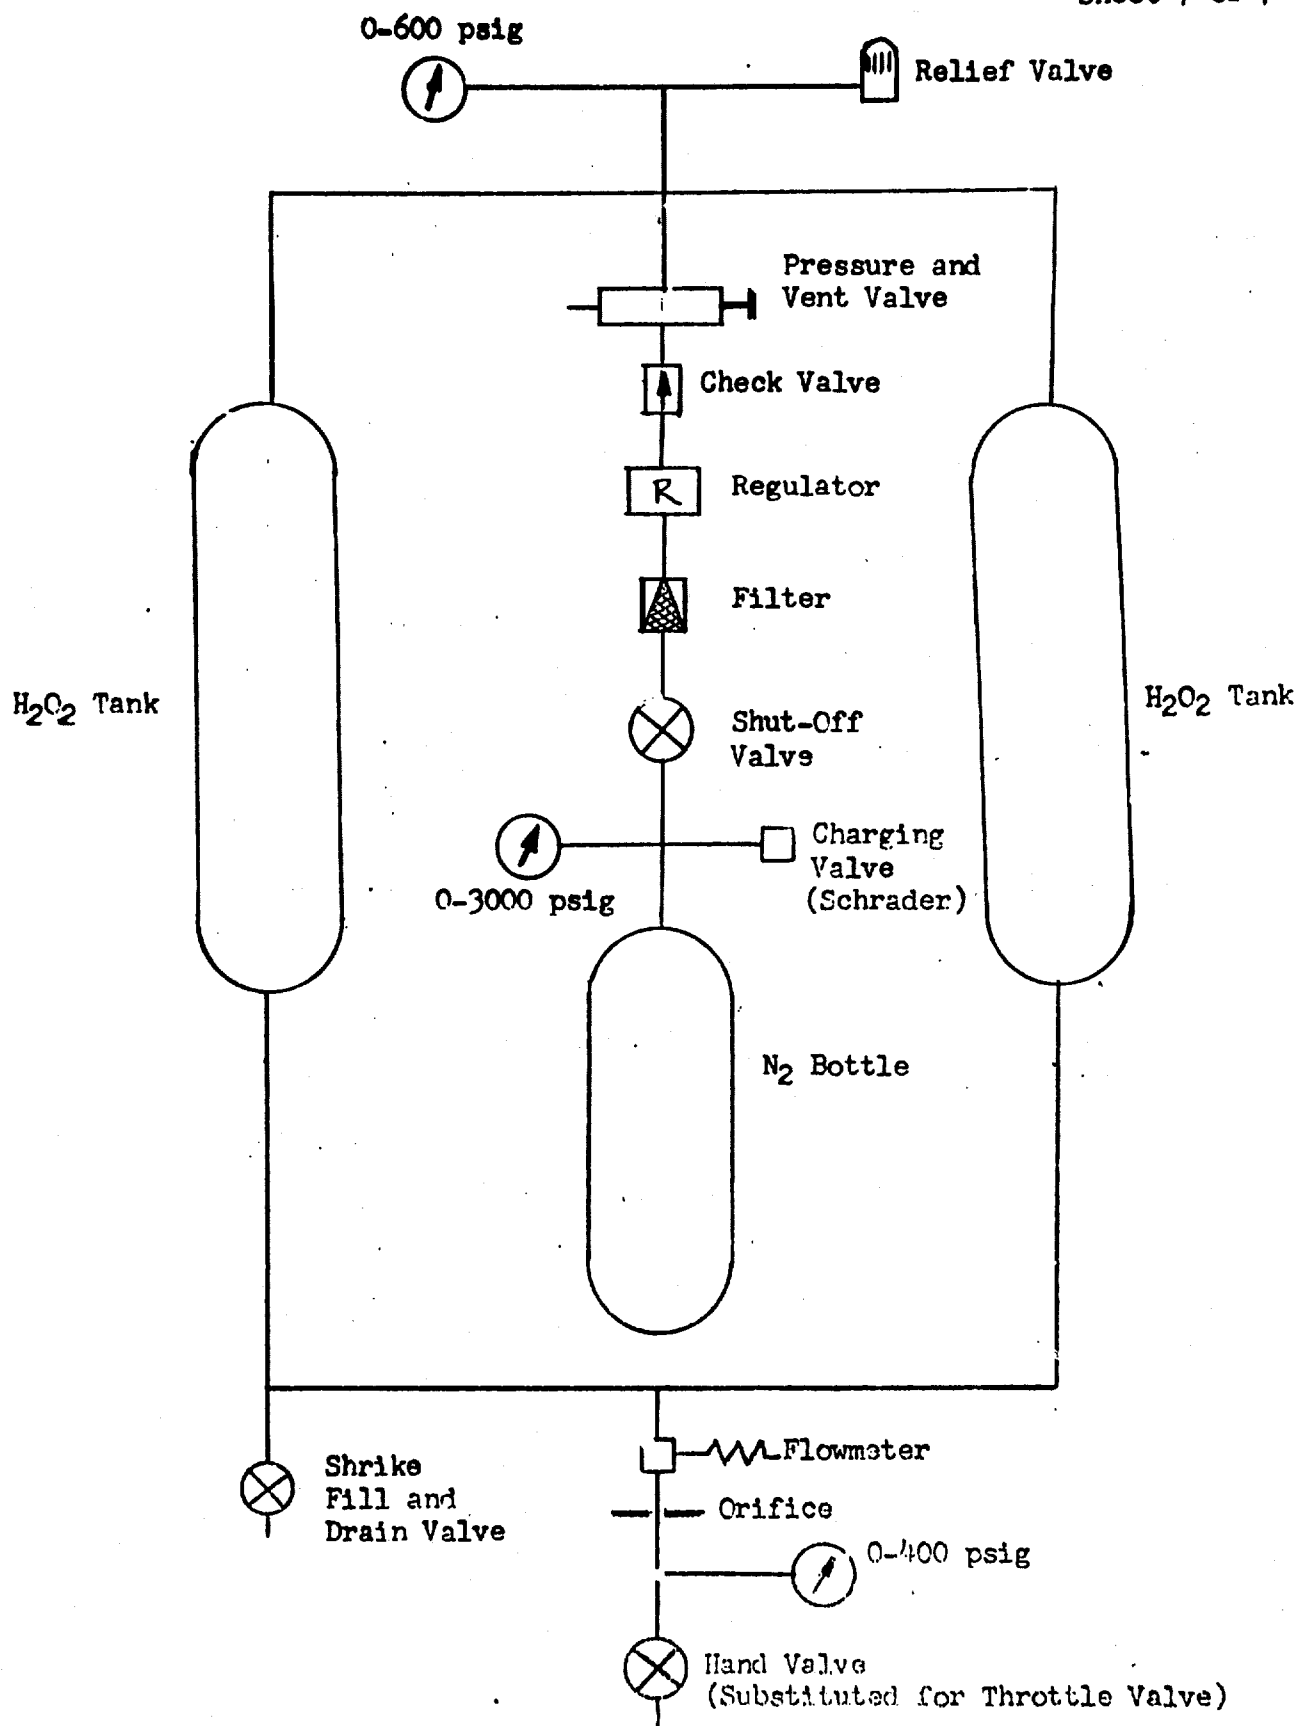 0-600 psig
Relief Valve
Pressure and
Vent Valve
Check Valve
R
Regulator
Filter
H2O2 Tank
H2O2 Tank
Shut-Off
Valve
Charging
Valve
(Schrader)
0-3000 psig
N2 Bottle
Flowmeter
Shrike
Fill and
Drain Valve
Orifice
0-400 psig
Hand Valve
(Substituted for Throttle Valve)